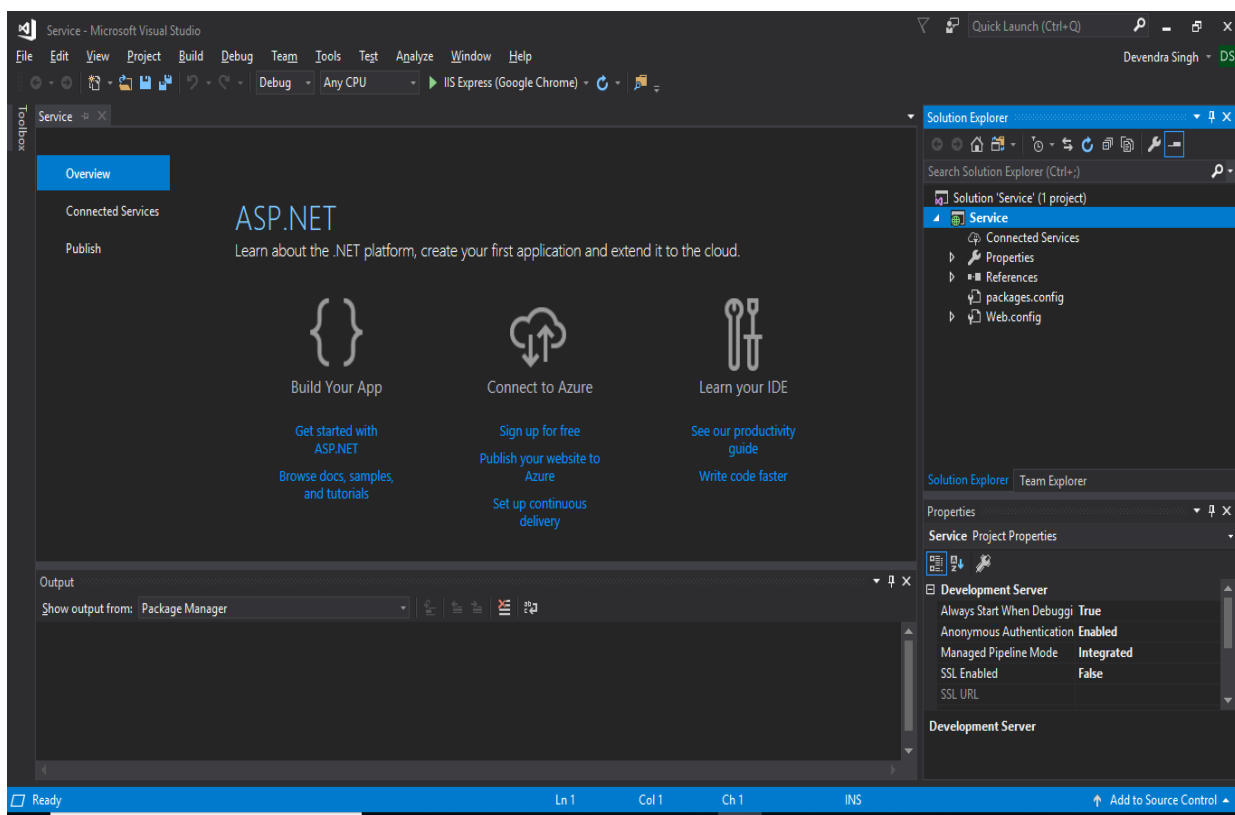 Service - Microsoft Visual Studio
Quick Launch (Ctrl+Q)
File Edit View Project Build Debug Team Tools Test Analyze Window Help
Devendra Singh DS
Debug Any CPU IIS Express (Google Chrome)
Toolbox
Service
Overview
Connected Services
Publish
ASP.NET
Learn about the .NET platform, create your first application and extend it to the cloud.
Build Your App
Get started with
ASP.NET
Browse docs, samples,
and tutorials
Connect to Azure
Sign up for free
Publish your website to
Azure
Set up continuous
delivery
Learn your IDE
See our productivity
guide
Write code faster
Output
Show output from: Package Manager
Solution Explorer
Search Solution Explorer (Ctrl+;)
Solution 'Service' (1 project)
Service
Connected Services
Properties
References
packages.config
Web.config
Solution Explorer Team Explorer
Properties
Service Project Properties
Development Server
Always Start When Debuggi True
Anonymous Authentication Enabled
Managed Pipeline Mode Integrated
SSL Enabled False
SSL URL
Development Server
Ready Ln 1 Col 1 Ch 1 INS Add to Source Control